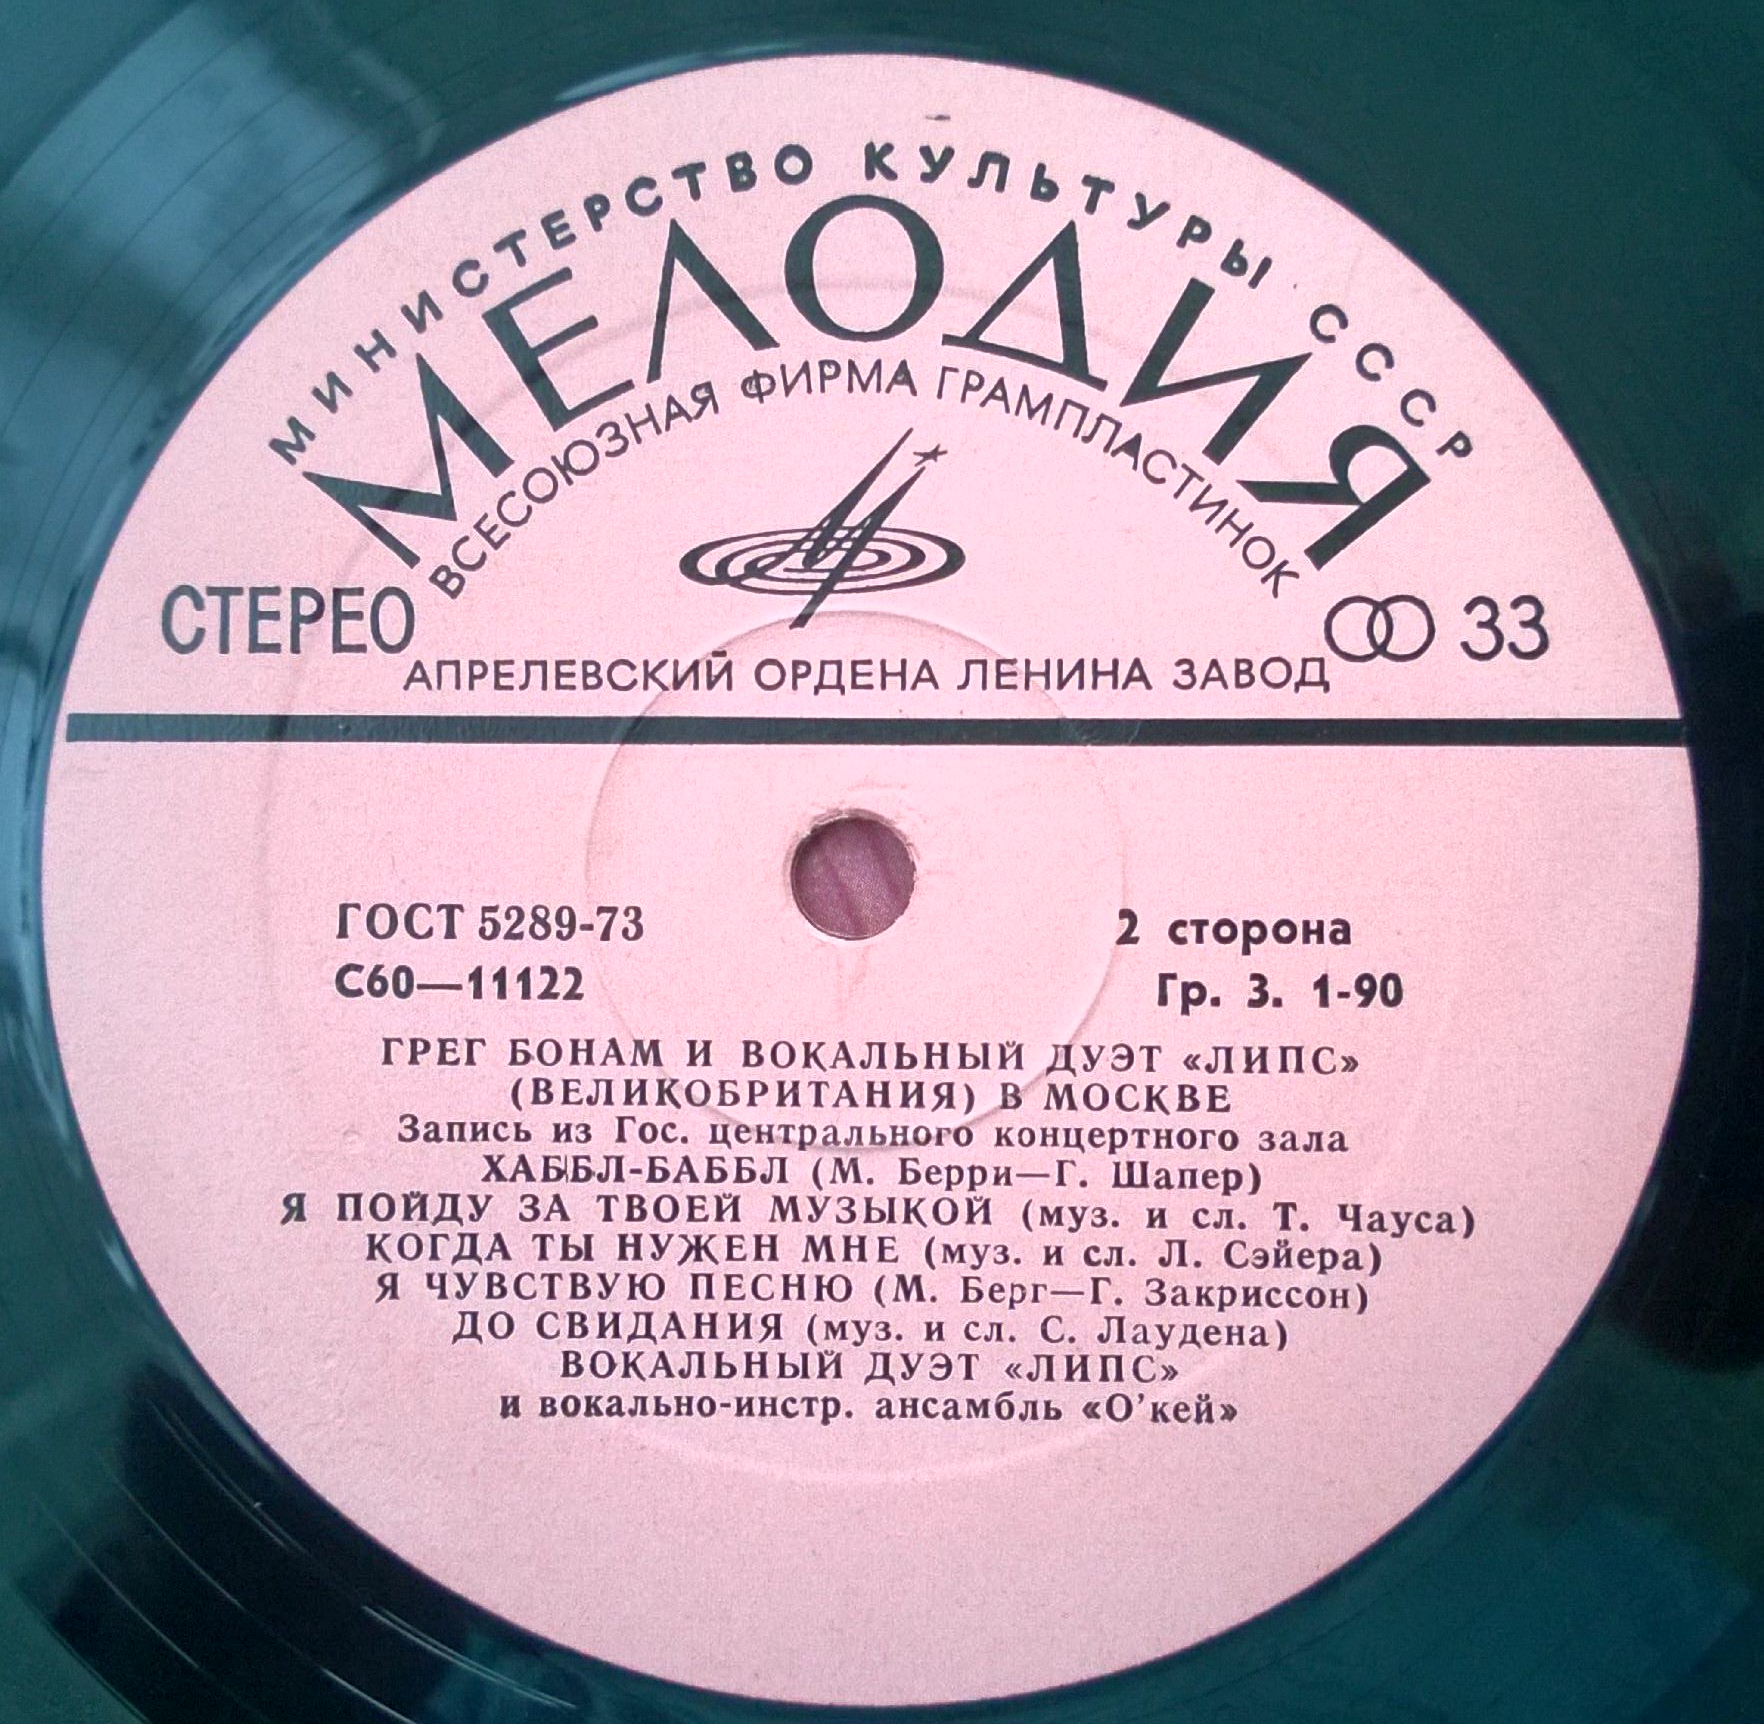 МИНИСТЕРСТВО КУЛЬТУРЫ СССР
МЕЛОДИЯ
ВСЕСОЮЗНАЯ ФИРМА ГРАМПЛАСТИНОК
СТЕРЕО
33
АПРЕЛЕВСКИЙ ОРДЕНА ЛЕНИНА ЗАВОД
ГОСТ 5289-73
2 сторона
С60—11122
Гр. 3. 1-90
ГРЕГ БОНАМ И ВОКАЛЬНЫЙ ДУЭТ «ЛИПС»
(ВЕЛИКОБРИТАНИЯ) В МОСКВЕ
Запись из Гос. центрального концертного зала
ХАББЛ-БАББЛ (М. Берри—Г. Шапер)
Я ПОЙДУ ЗА ТВОЕЙ МУЗЫКОЙ (муз. и сл. Т. Чауса)
КОГДА ТЫ НУЖЕН МНЕ (муз. и сл. Л. Сэйера)
Я ЧУВСТВУЮ ПЕСНЮ (М. Берг—Г. Закриссон)
ДО СВИДАНИЯ (муз. и сл. С. Лаудена)
ВОКАЛЬНЫЙ ДУЭТ «ЛИПС»
и вокально-инстр. ансамбль «О'кей»